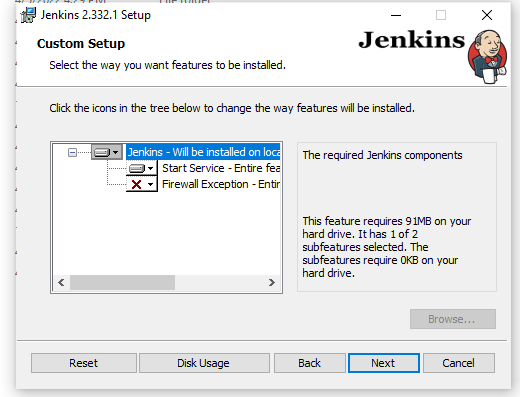 Jenkins 2.332.1 Setup
Custom Setup
Select the way you want features to be installed.
Jenkins
Click the icons in the tree below to change the way features will be installed.
Jenkins - Will be installed on loca
Start Service - Entire fea
Firewall Exception - Entir
The required Jenkins components
This feature requires 91MB on your
hard drive. It has 1 of 2
subfeatures selected. The
subfeatures require 0KB on your
hard drive.
Browse...
Reset
Disk Usage
Back
Next
Cancel